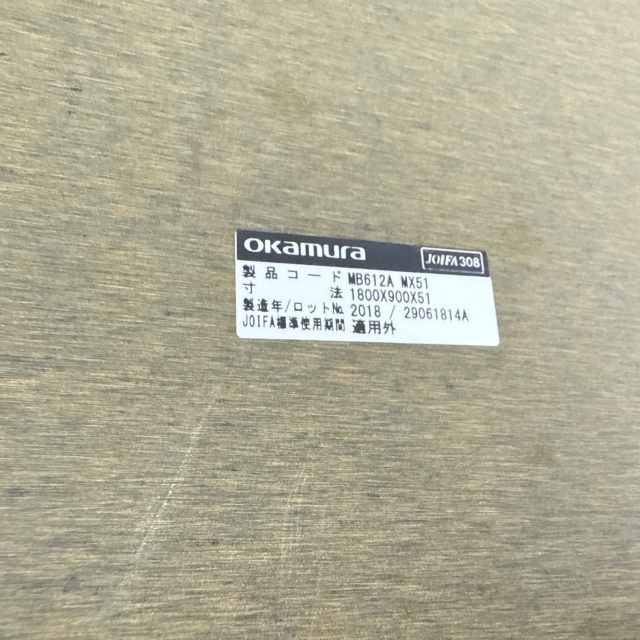 okamura
JOIFA308
製品コード MB612A MX51
寸法 1800X900X51
製造年/ロット№ 2018 / 29061814A
JOIFA標準使用期間 適用外